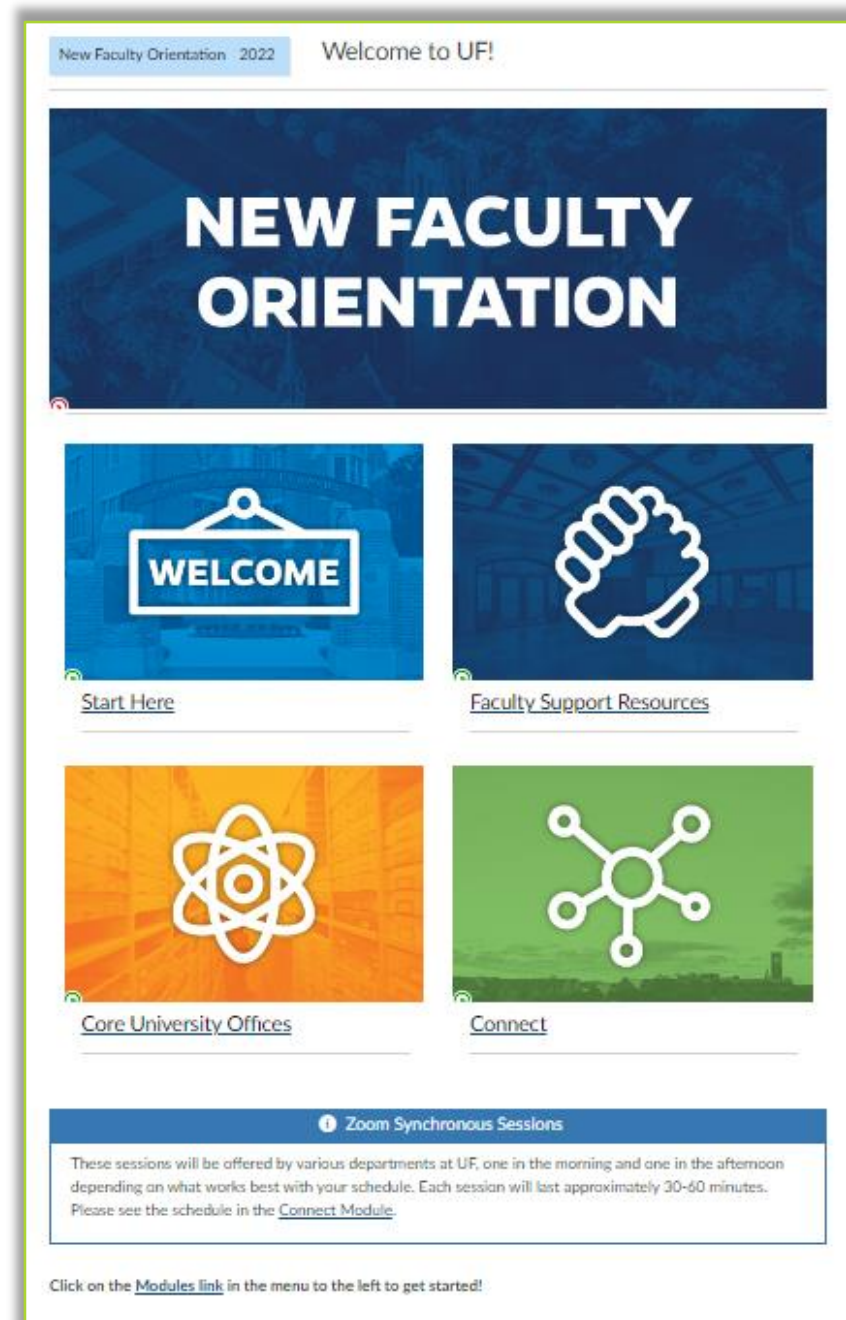 New Faculty Orientation 2022
Welcome to UF!
NEW FACULTY
ORIENTATION
WELCOME
Start Here
Faculty Support Resources
Core University Offices
Connect
Zoom Synchronous Sessions
These sessions will be offered by various departments at UF, one in the morning and one in the afternoon
depending on what works best with your schedule. Each session will last approximately 30-60 minutes.
Please see the schedule in the Connect Module.
Click on the Modules link in the menu to the left to get started!